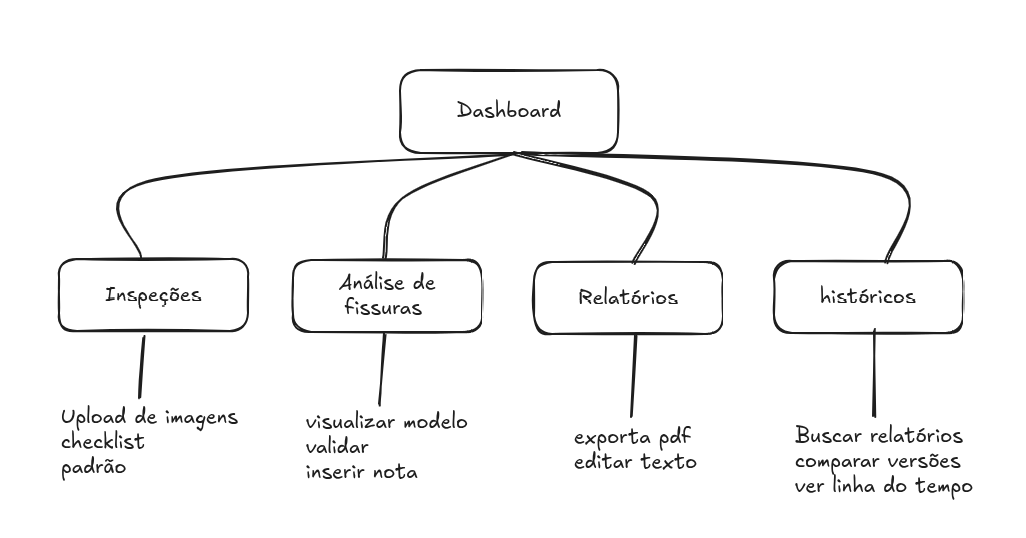 Dashboard
Inspeções
Análise de
fissuras
Relatórios
históricos
Upload de imagens
checklist
padrão
visualizar modelo
validar
inserir nota
exporta pdf
editar texto
Buscar relatórios
comparar versões
ver linha do tempo